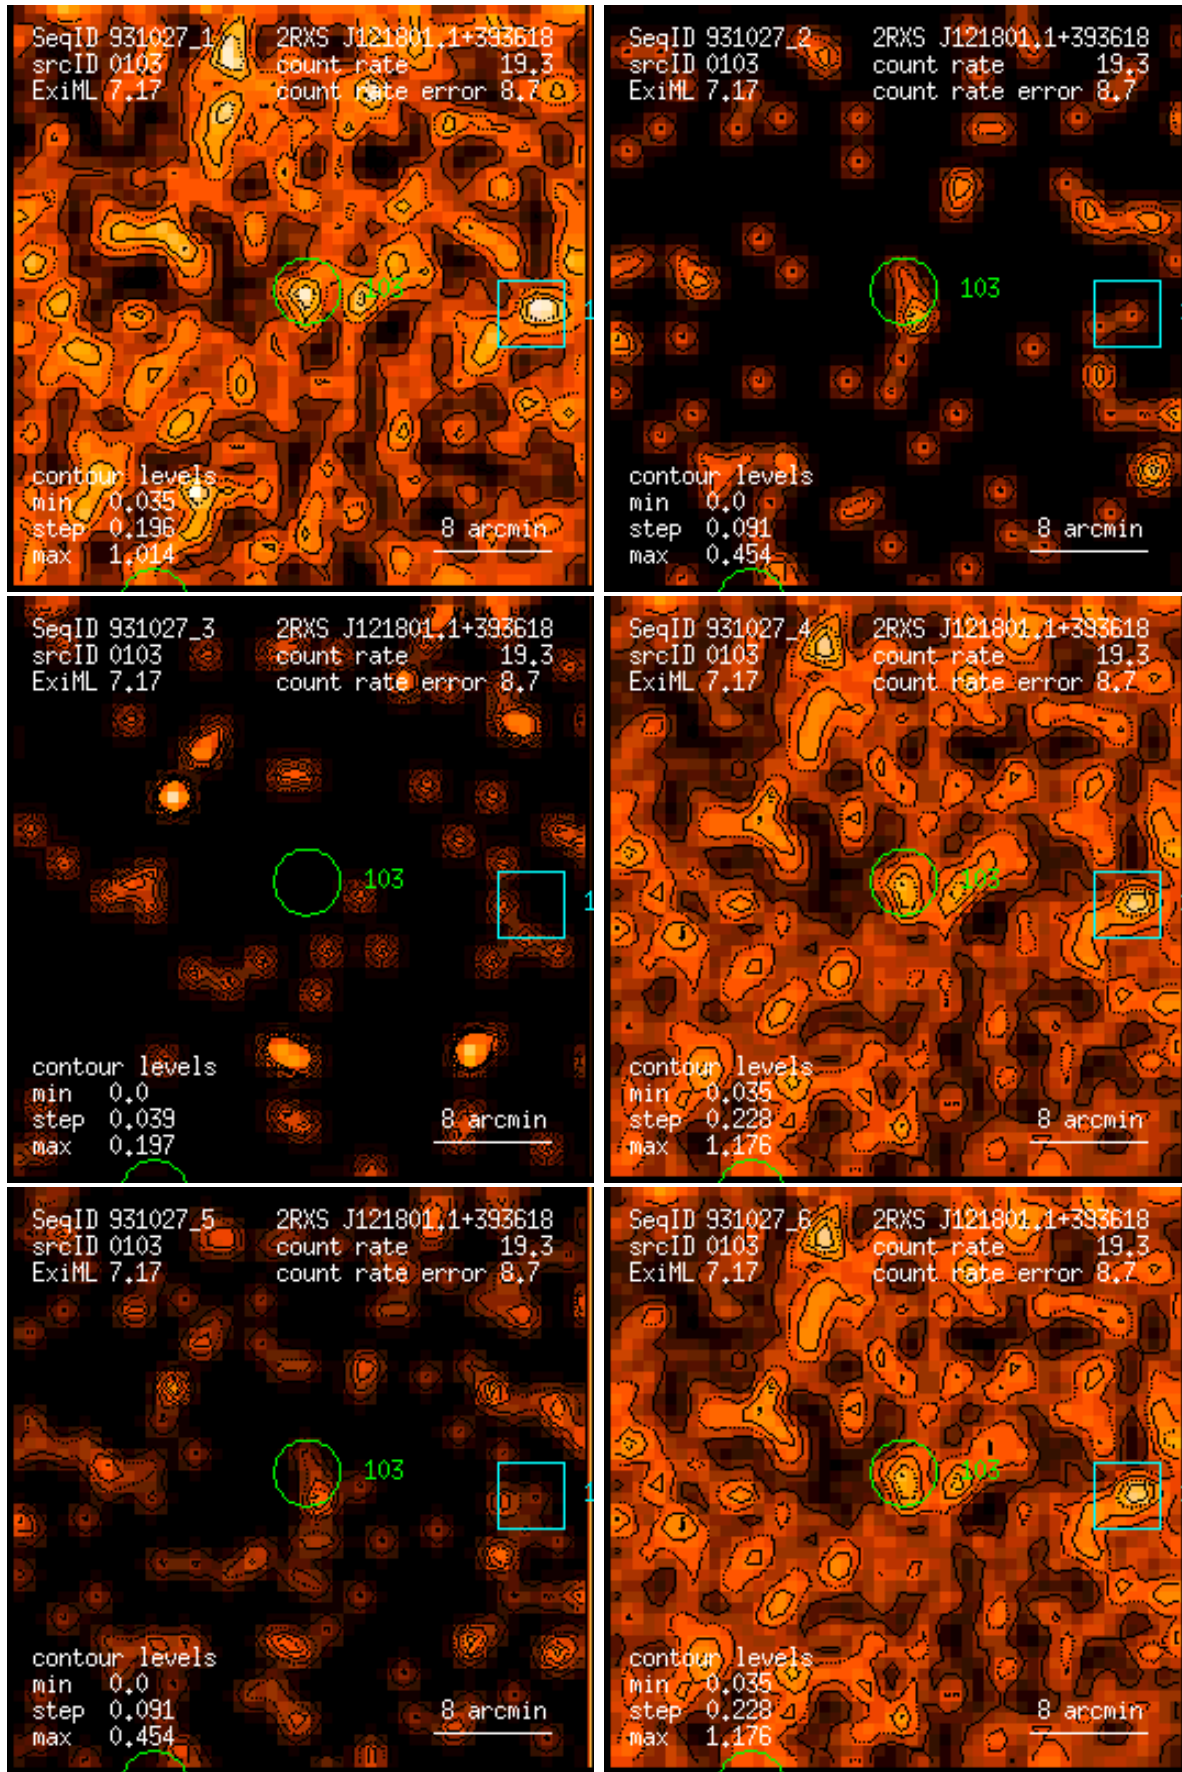 SeqID 931027_1 2RXS J121801.1+393618
srcID 0103 count rate 19.3
ExiML 7.17 count rate error 8.7
103
1
contour levels
min 0.035
step 0.196
max 1.014
8 arcmin
SeqID 931027_2 2RXS J121801.1+393618
srcID 0103 count rate 19.3
ExiML 7.17 count rate error 8.7
103
contour levels
min 0.0
step 0.091
max 0.454
8 arcmin
SeqID 931027_3 2RXS J121801.1+393618
srcID 0103 count rate 19.3
ExiML 7.17 count rate error 8.7
103
1
contour levels
min 0.0
step 0.039
max 0.197
8 arcmin
SeqID 931027_4 2RXS J121801.1+393618
srcID 0103 count rate 19.3
ExiML 7.17 count rate error 8.7
103
contour levels
min 0.035
step 0.228
max 1.176
8 arcmin
SeqID 931027_5 2RXS J121801.1+393618
srcID 0103 count rate 19.3
ExiML 7.17 count rate error 8.7
103
1
contour levels
min 0.0
step 0.091
max 0.454
8 arcmin
SeqID 931027_6 2RXS J121801.1+393618
srcID 0103 count rate 19.3
ExiML 7.17 count rate error 8.7
103
contour levels
min 0.035
step 0.228
max 1.176
8 arcmin